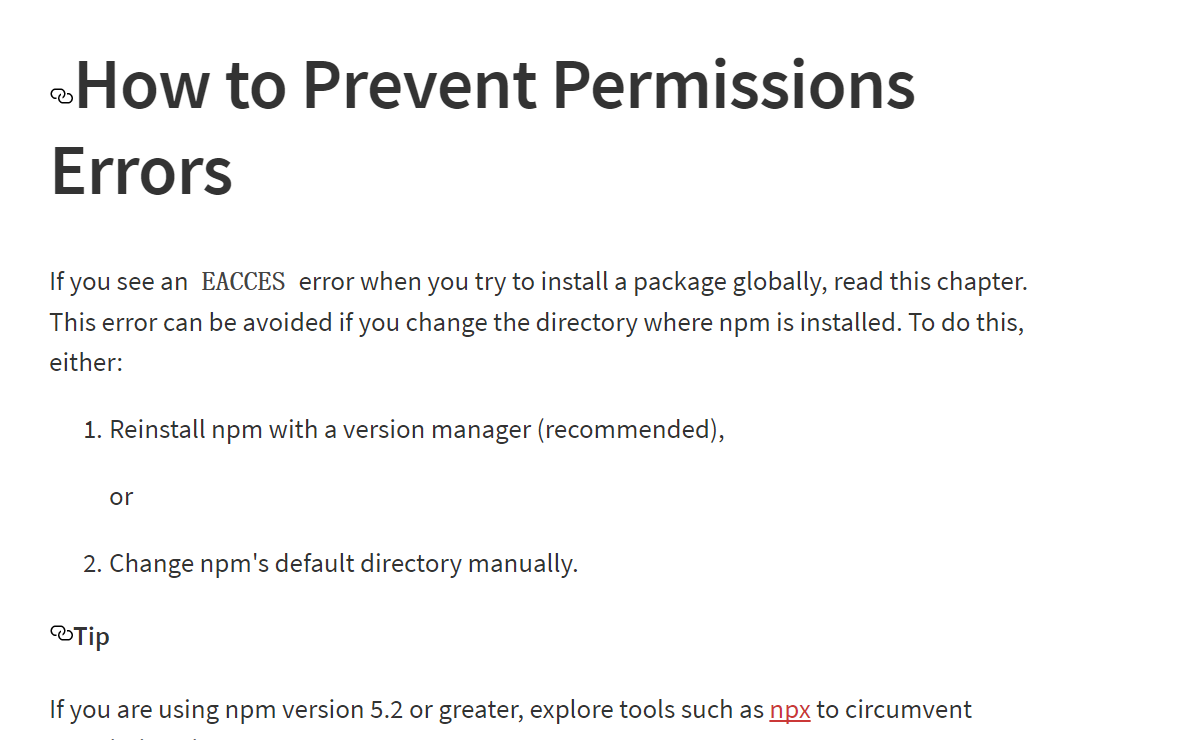 How to Prevent Permissions
Errors
If you see an EACCES error when you try to install a package globally, read this chapter.
This error can be avoided if you change the directory where npm is installed. To do this,
either:
1. Reinstall npm with a version manager (recommended),
or
2. Change npm's default directory manually.
Tip
If you are using npm version 5.2 or greater, explore tools such as npx to circumvent